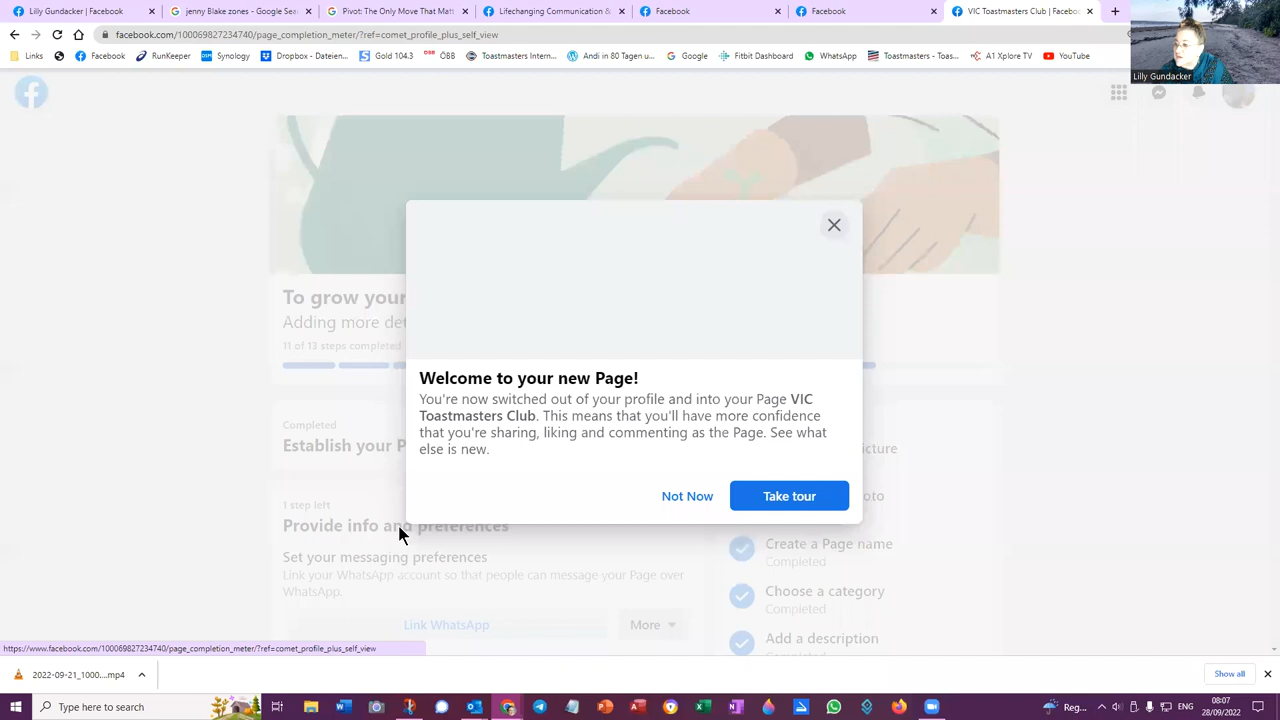 Lilly Gundacker | Facebook
jenny Blake zones - Google Sea
Pivot: The Only Move That Matt
Lifechanging Communication &
Facebook
Facebook
VIC Toastmasters Club | Facebook
facebook.com/100069827234740/page_completion_meter/?ref=comet_profile_plus_self_view
Links
Facebook
RunKeeper
Synology
Dropbox - Dateien...
Gold 104.3
ÖBB
Toastmasters Intern...
Andi in 80 Tagen u...
Google
Fitbit Dashboard
WhatsApp
Toastmasters - Toas...
A1 Xplore TV
YouTube
Lilly Gundacker
To grow your
Adding more det
11 of 13 steps completed
Completed
Establish your P
1 step left
Provide info and preferences
Set your messaging preferences
Link your WhatsApp account so that people can message your Page over
WhatsApp.
Link WhatsApp
More
Welcome to your new Page!
You're now switched out of your profile and into your Page VIC
Toastmasters Club. This means that you'll have more confidence
that you're sharing, liking and commenting as the Page. See what
else is new.
Not Now
Take tour
icture
oto
Create a Page name
Completed
Choose a category
Completed
Add a description
https://www.facebook.com/100069827234740/page_completion_meter/?ref=comet_profile_plus_self_view
2022-09-21_1000....mp4
Show all
Type here to search
Reg...
ENG
08:07
28/09/2022